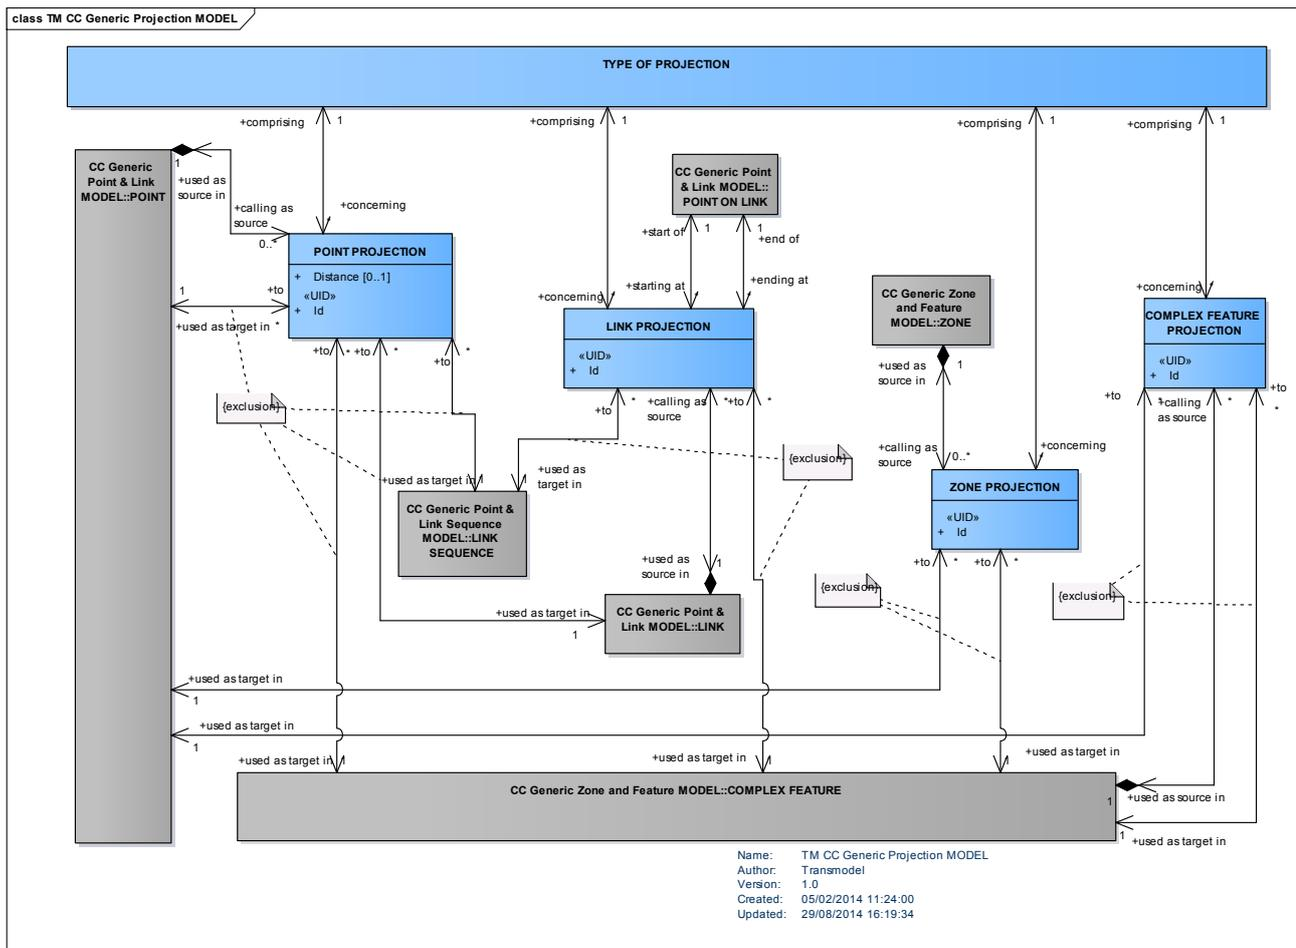 class TM CC Generic Projection MODEL
TYPE OF PROJECTION
+comprising 1
+comprising 1
+comprising 1
+comprising 1
CC Generic
Point & Link
MODEL::POINT
1
+used as
source in
+calling as
source
0..*
+concerning
*
CC Generic Point
& Link MODEL::
POINT ON LINK
+start of 1
1
+end of
+starting at *
+ending at
*
+concerning *
POINT PROJECTION
+ Distance [0..1]
«UID»
+ Id
1
+to
+used as target in *
LINK PROJECTION
«UID»
+ Id
CC Generic Zone
and Feature
MODEL::ZONE
+used as
source in
1
+calling as
source
0..*
+concerning
*
+concerning *
COMPLEX FEATURE
PROJECTION
«UID»
+ Id
+to *
+to *
+to *
+to *
+calling as
source
*
+to *
+to *
+calling
as source
*
+to
*
{exclusion}
{exclusion}
+used as target in 1
1
+used as
target in
CC Generic Point &
Link Sequence
MODEL::LINK
SEQUENCE
ZONE PROJECTION
«UID»
+ Id
+to *
+to *
+used as
source in
1
CC Generic Point &
Link MODEL::LINK
+used as target in
1
{exclusion}
{exclusion}
+used as target in
1
+used as target in
1
+used as target in 1
+used as target in 1
+used as target in
1
CC Generic Zone and Feature MODEL::COMPLEX FEATURE
1
+used as source in
1
+used as target in
Name: TM CC Generic Projection MODEL
Author: Transmodel
Version: 1.0
Created: 05/02/2014 11:24:00
Updated: 29/08/2014 16:19:34